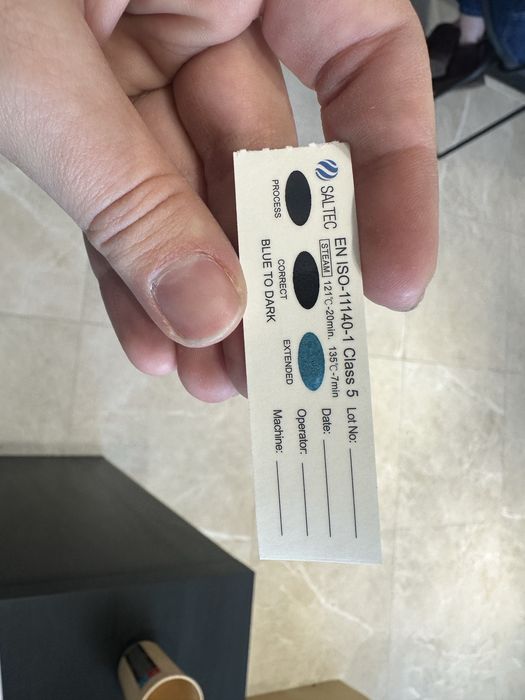 SALTEC
EN ISO-11140-1 Class 5
STEAM 121℃-20min. 135℃-7min
PROCESS
CORRECT
EXTENDED
BLUE TO DARK
Lot No:
Date:
Operator:
Machine: